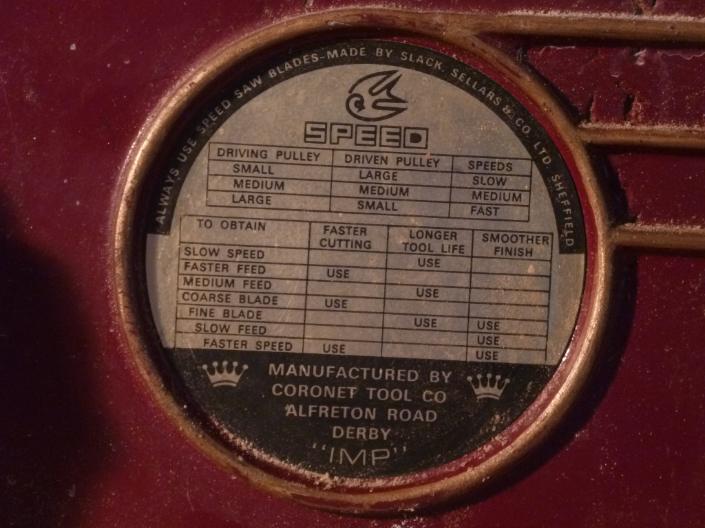 ALWAYS USE SPEED SAW BLADES-MADE BY SLACK, SELLARS & CO. LTD. SHEFFIELD
SPEED
DRIVING PULLEY DRIVEN PULLEY SPEEDS
SMALL LARGE SLOW
MEDIUM MEDIUM MEDIUM
LARGE SMALL FAST
TO OBTAIN FASTER CUTTING LONGER TOOL LIFE SMOOTHER FINISH
SLOW SPEED USE
FASTER FEED USE
MEDIUM FEED USE
COARSE BLADE USE
FINE BLADE USE USE
SLOW FEED USE
FASTER SPEED USE USE
MANUFACTURED BY
CORONET TOOL CO
ALFRETON ROAD
DERBY
"IMP"